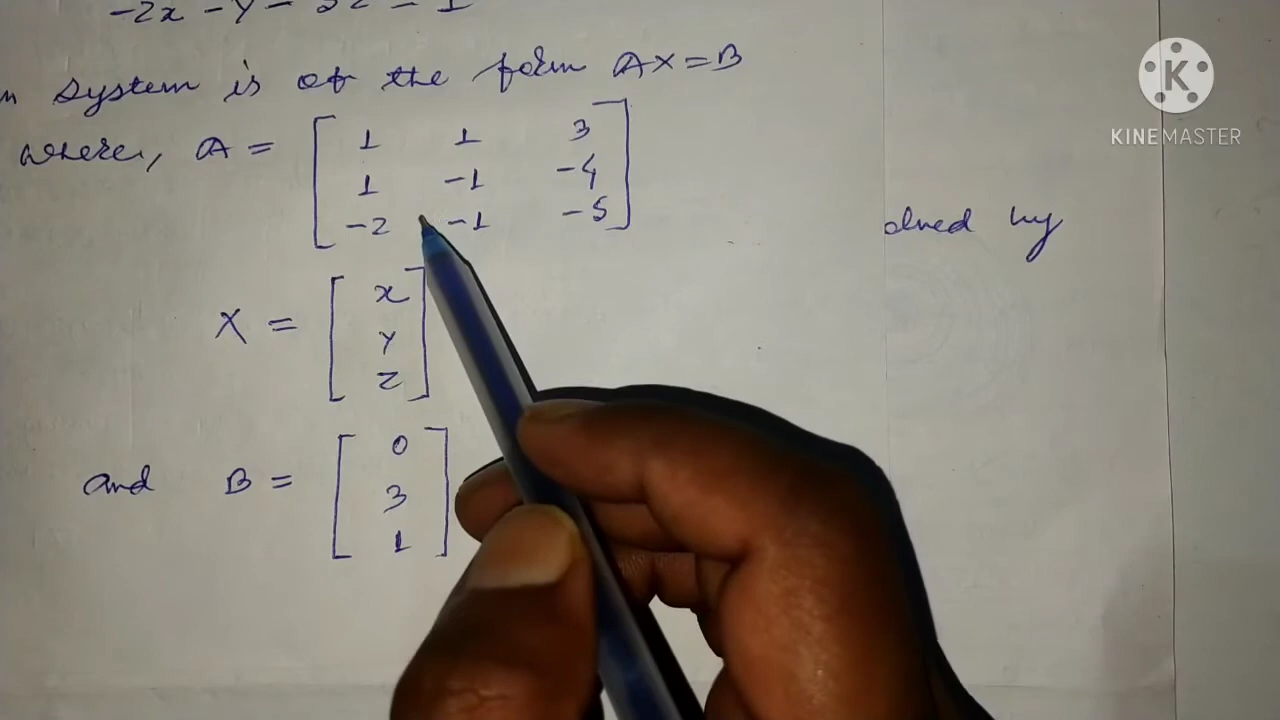 -2x - y - 5z = 1
n system is of the form AX = B
where, A = [ 1 1 3
1 -1 -4
-2 -1 -5 ]
olved by
X = [ x
y
z ]
and B = [ 0
3
1 ]
K
KINEMASTER